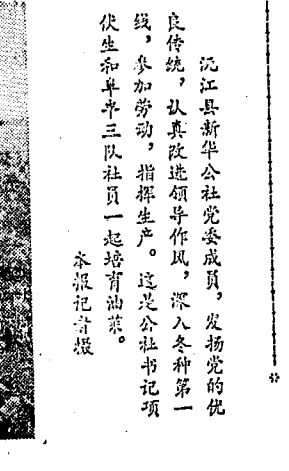 沅江县新华公社党委成员，发扬党的优
良传统，认真改进领导作风，深入冬种第一
线，参加劳动，指挥生产。这是公社书记项
伏生和阜丰三队社员一起培育油菜。
本报记者摄